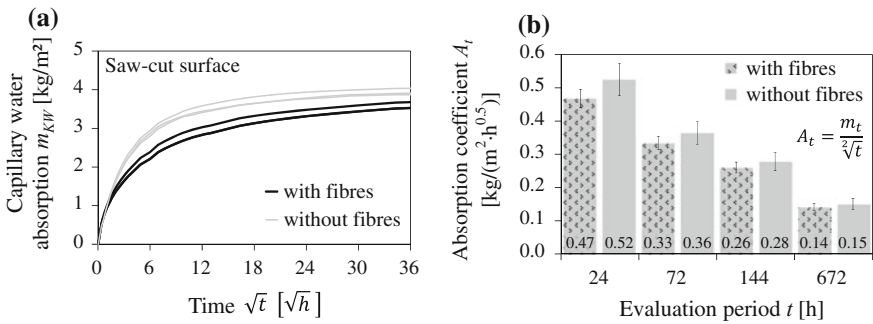 (a)
5
4
3
2
1
0
Capillary water
absorption m_KW [kg/m²]
Saw-cut surface
with fibres
without fibres
0 6 12 18 24 30 36
Time √t [√h]
(b)
0.6
0.5
0.4
0.3
0.2
0.1
0.0
Absorption coefficient A_t
[kg/(m²·h^0.5)]
with fibres
without fibres
A_t = m_t / ²√t
0.47 0.52 0.33 0.36 0.26 0.28 0.14 0.15
24 72 144 672
Evaluation period t [h]